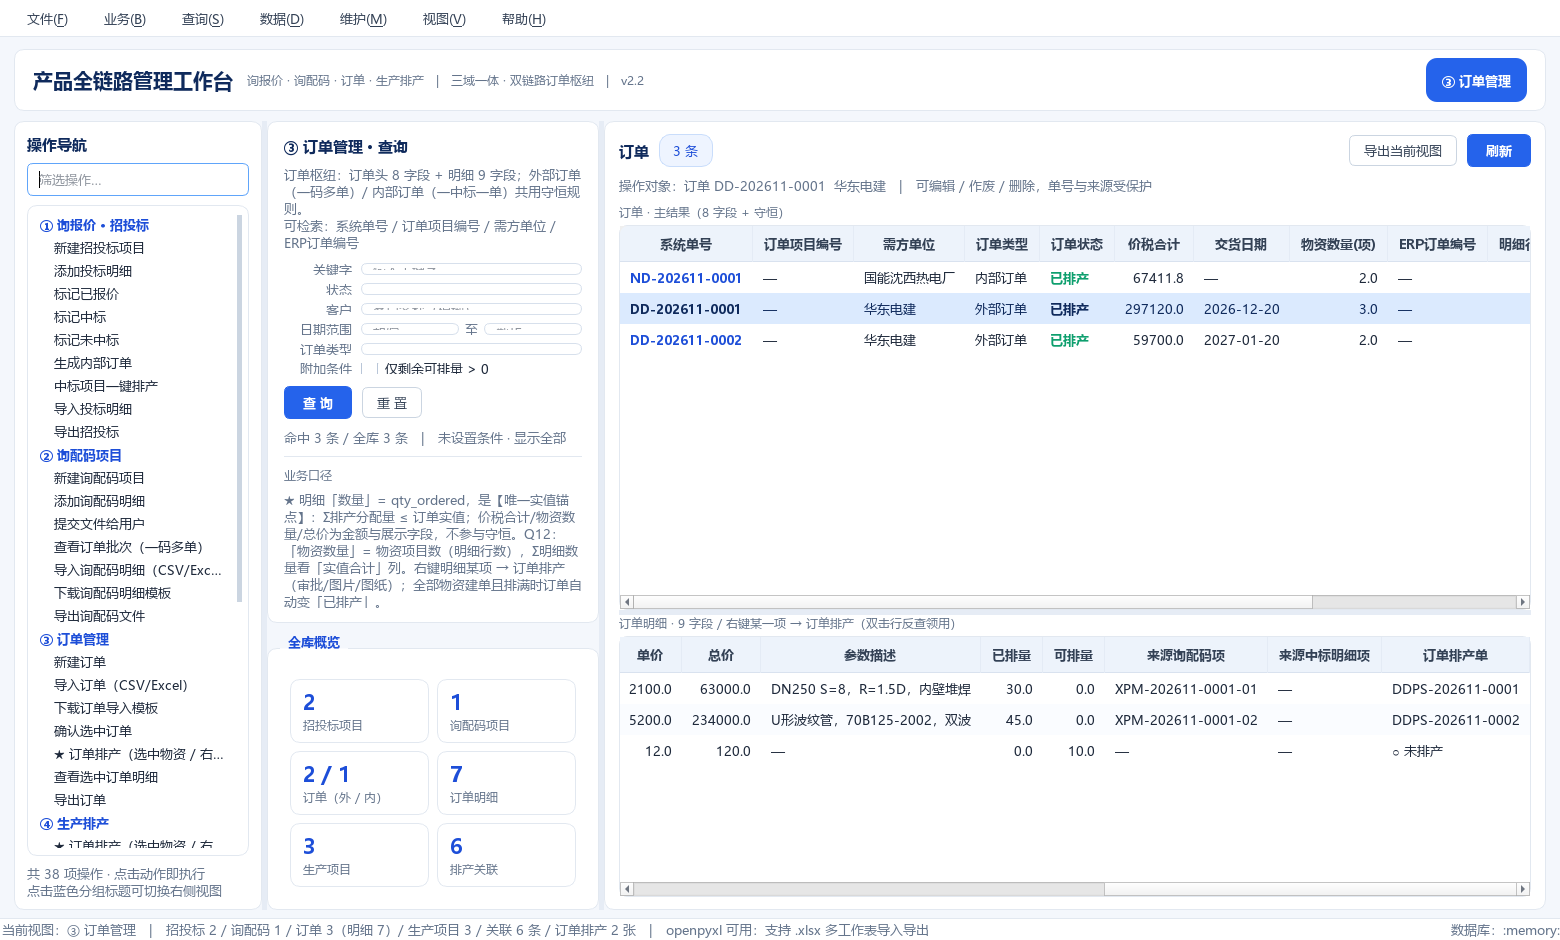 文件(F) 业务(B) 查询(S) 数据(D) 维护(M) 视图(V) 帮助(H)
产品全链路管理工作台 询报价 · 询配码 · 订单 · 生产排产 | 三域一体 · 双链路订单枢纽 | v2.2
③ 订单管理
操作导航
筛选操作...
① 询报价 • 招投标
新建招投标项目
添加投标明细
标记已报价
标记中标
标记未中标
生成内部订单
中标项目一键排产
导入投标明细
导出招投标
② 询配码项目
新建询配码项目
添加询配码明细
提交文件给用户
查看订单批次（一码多单）
导入询配码明细（CSV/Exc...
下载询配码明细模板
导出询配码文件
③ 订单管理
新建订单
导入订单（CSV/Excel）
下载订单导入模板
确认选中订单
★ 订单排产（选中物资 / 右...
查看选中订单明细
导出订单
④ 生产排产
★ 订单排产（选中物资 / 右
共 38 项操作 · 点击动作即执行
点击蓝色分组标题可切换右侧视图
③ 订单管理 • 查询
订单枢纽：订单头 8 字段 + 明细 9 字段；外部订单
（一码多单）/ 内部订单（一中标一单）共用守恒规
则。
可检索：系统单号 / 订单项目编号 / 需方单位 /
ERP订单编号
关键字
状态
客户
日期范围 至
订单类型
附加条件 仅剩余可排量 > 0
查 询 重 置
命中 3 条 / 全库 3 条 | 未设置条件 · 显示全部
业务口径
★ 明细「数量」= qty_ordered，是【唯一实值锚
点】：Σ排产分配量 ≤ 订单实值；价税合计/物资数
量/总价为金额与展示字段，不参与守恒。Q12：
「物资数量」= 物资项目数（明细行数），Σ明细数
量看「实值合计」列。右键明细某项 → 订单排产
（审批/图片/图纸）；全部物资建单且排满时订单自
动变「已排产」。
全库概览
2
招投标项目
1
询配码项目
2 / 1
订单（外 / 内）
7
订单明细
3
生产项目
6
排产关联
订单 3 条 导出当前视图 刷新
操作对象：订单 DD-202611-0001 华东电建 | 可编辑 / 作废 / 删除，单号与来源受保护
订单 · 主结果（8 字段 + 守恒）
系统单号 订单项目编号 需方单位 订单类型 订单状态 价税合计 交货日期 物资数量(项) ERP订单编号 明细
ND-202611-0001 — 国能沈西热电厂 内部订单 已排产 67411.8 — 2.0 —
DD-202611-0001 — 华东电建 外部订单 已排产 297120.0 2026-12-20 3.0 —
DD-202611-0002 — 华东电建 外部订单 已排产 59700.0 2027-01-20 2.0 —
订单明细 · 9 字段 / 右键某一项 → 订单排产（双击行反查领用）
单价 总价 参数描述 已排量 可排量 来源询配码项 来源中标明细项 订单排产单
2100.0 63000.0 DN250 S=8，R=1.5D，内壁堆焊 30.0 0.0 XPM-202611-0001-01 — DDPS-202611-0001
5200.0 234000.0 U形波纹管，70B125-2002，双波 45.0 0.0 XPM-202611-0001-02 — DDPS-202611-0002
12.0 120.0 — 0.0 10.0 — — ○ 未排产
当前视图：③ 订单管理 | 招投标 2 / 询配码 1 / 订单 3（明细 7）/ 生产项目 3 / 关联 6 条 / 订单排产 2 张 | openpyxl 可用：支持 .xlsx 多工作表导入导出 数据库：:memory: